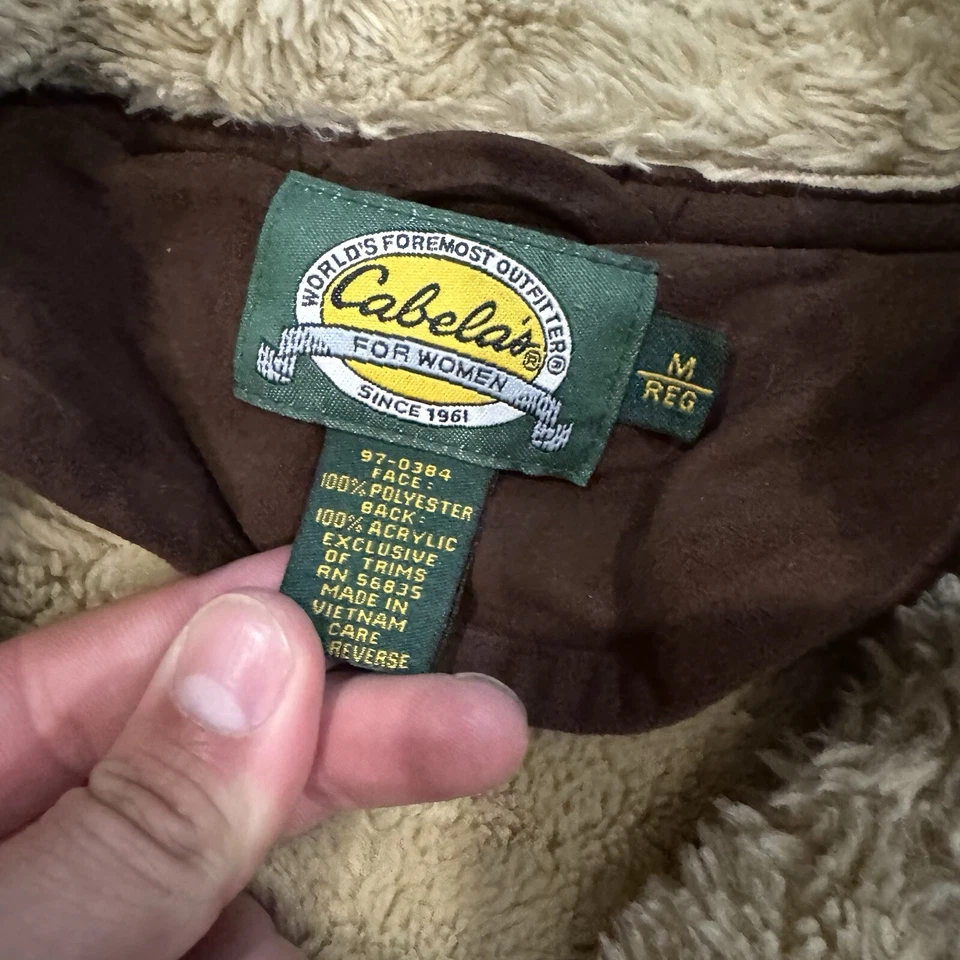 WORLD'S FOREMOST OUTFITTER®
Cabela's®
FOR WOMEN
SINCE 1961
M
REG
97-0384
FACE:
100% POLYESTER
BACK:
100% ACRYLIC
EXCLUSIVE
OF TRIMS
RN 56835
MADE IN
VIETNAM
CARE
REVERSE